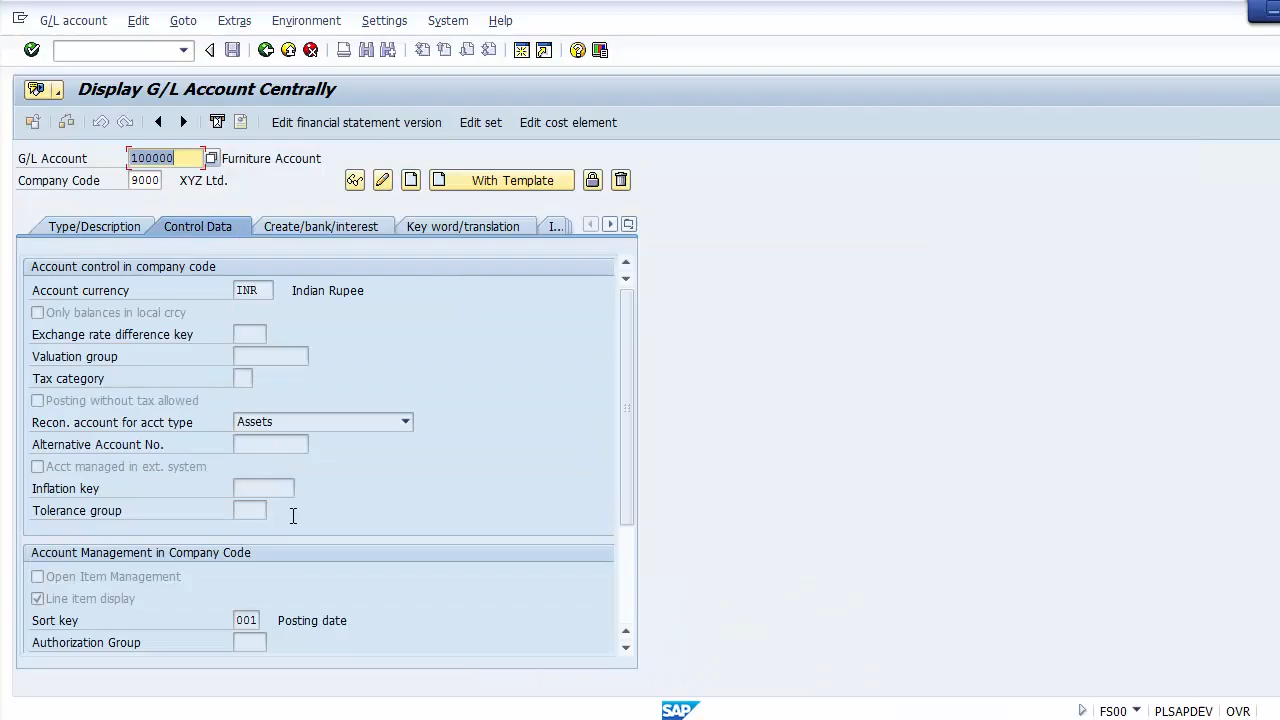 G/L account Edit Goto Extras Environment Settings System Help
Display G/L Account Centrally
Edit financial statement version Edit set Edit cost element
G/L Account 100000 Furniture Account
Company Code 9000 XYZ Ltd. With Template
Type/Description Control Data Create/bank/interest Key word/translation I...
Account control in company code
Account currency INR Indian Rupee
Only balances in local crcy
Exchange rate difference key
Valuation group
Tax category
Posting without tax allowed
Recon. account for acct type Assets
Alternative Account No.
Acct managed in ext. system
Inflation key
Tolerance group
Account Management in Company Code
Open Item Management
Line item display
Sort key 001 Posting date
Authorization Group
SAP FS00 PLSAPDEV OVR